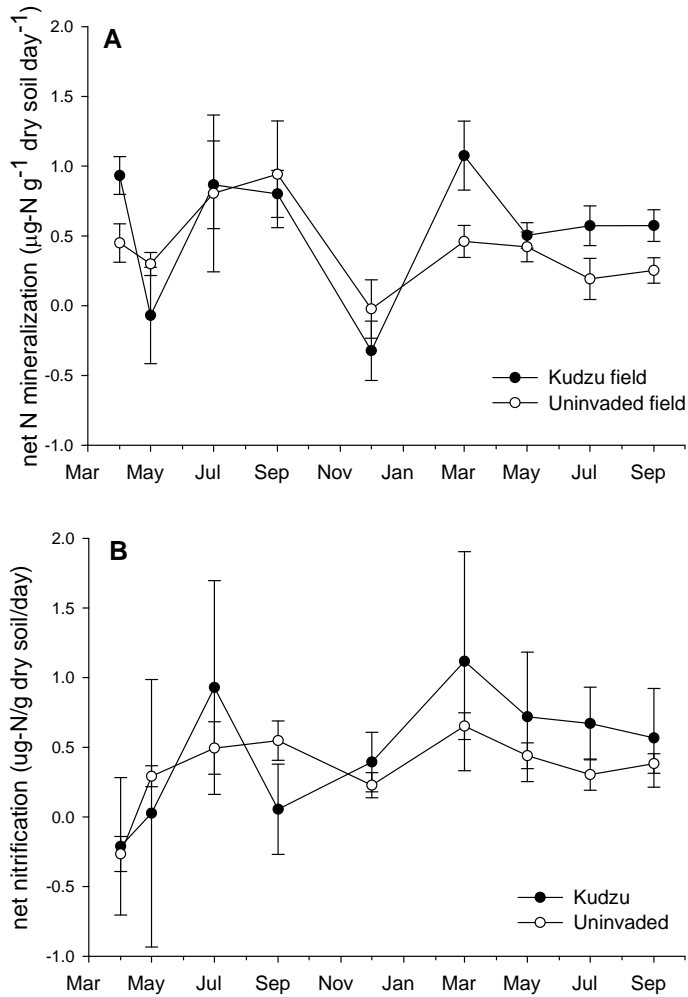 A
net N mineralization (µg-N g⁻¹ dry soil day⁻¹)
2.0
1.5
1.0
0.5
0.0
-0.5
-1.0
Kudzu field
Uninvaded field
Mar May Jul Sep Nov Jan Mar May Jul Sep
B
net nitrification (ug-N/g dry soil/day)
2.0
1.5
1.0
0.5
0.0
-0.5
-1.0
Kudzu
Uninvaded
Mar May Jul Sep Nov Jan Mar May Jul Sep